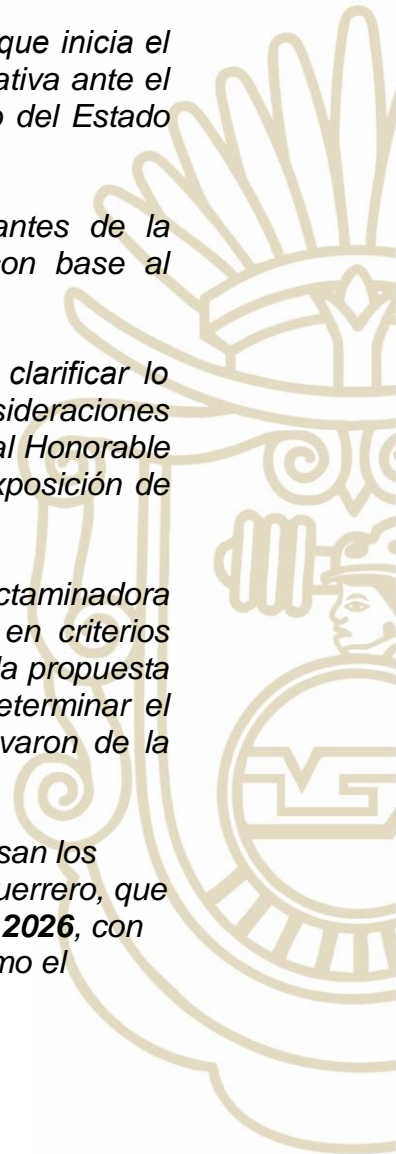 que inicia el
ativa ante el
o del Estado
antes de la
con base al
clarificar lo
sideraciones
al Honorable
xposición de
ctaminadora
en criterios
la propuesta
eterminar el
varon de la
san los
uerrero, que
2026, con
mo el